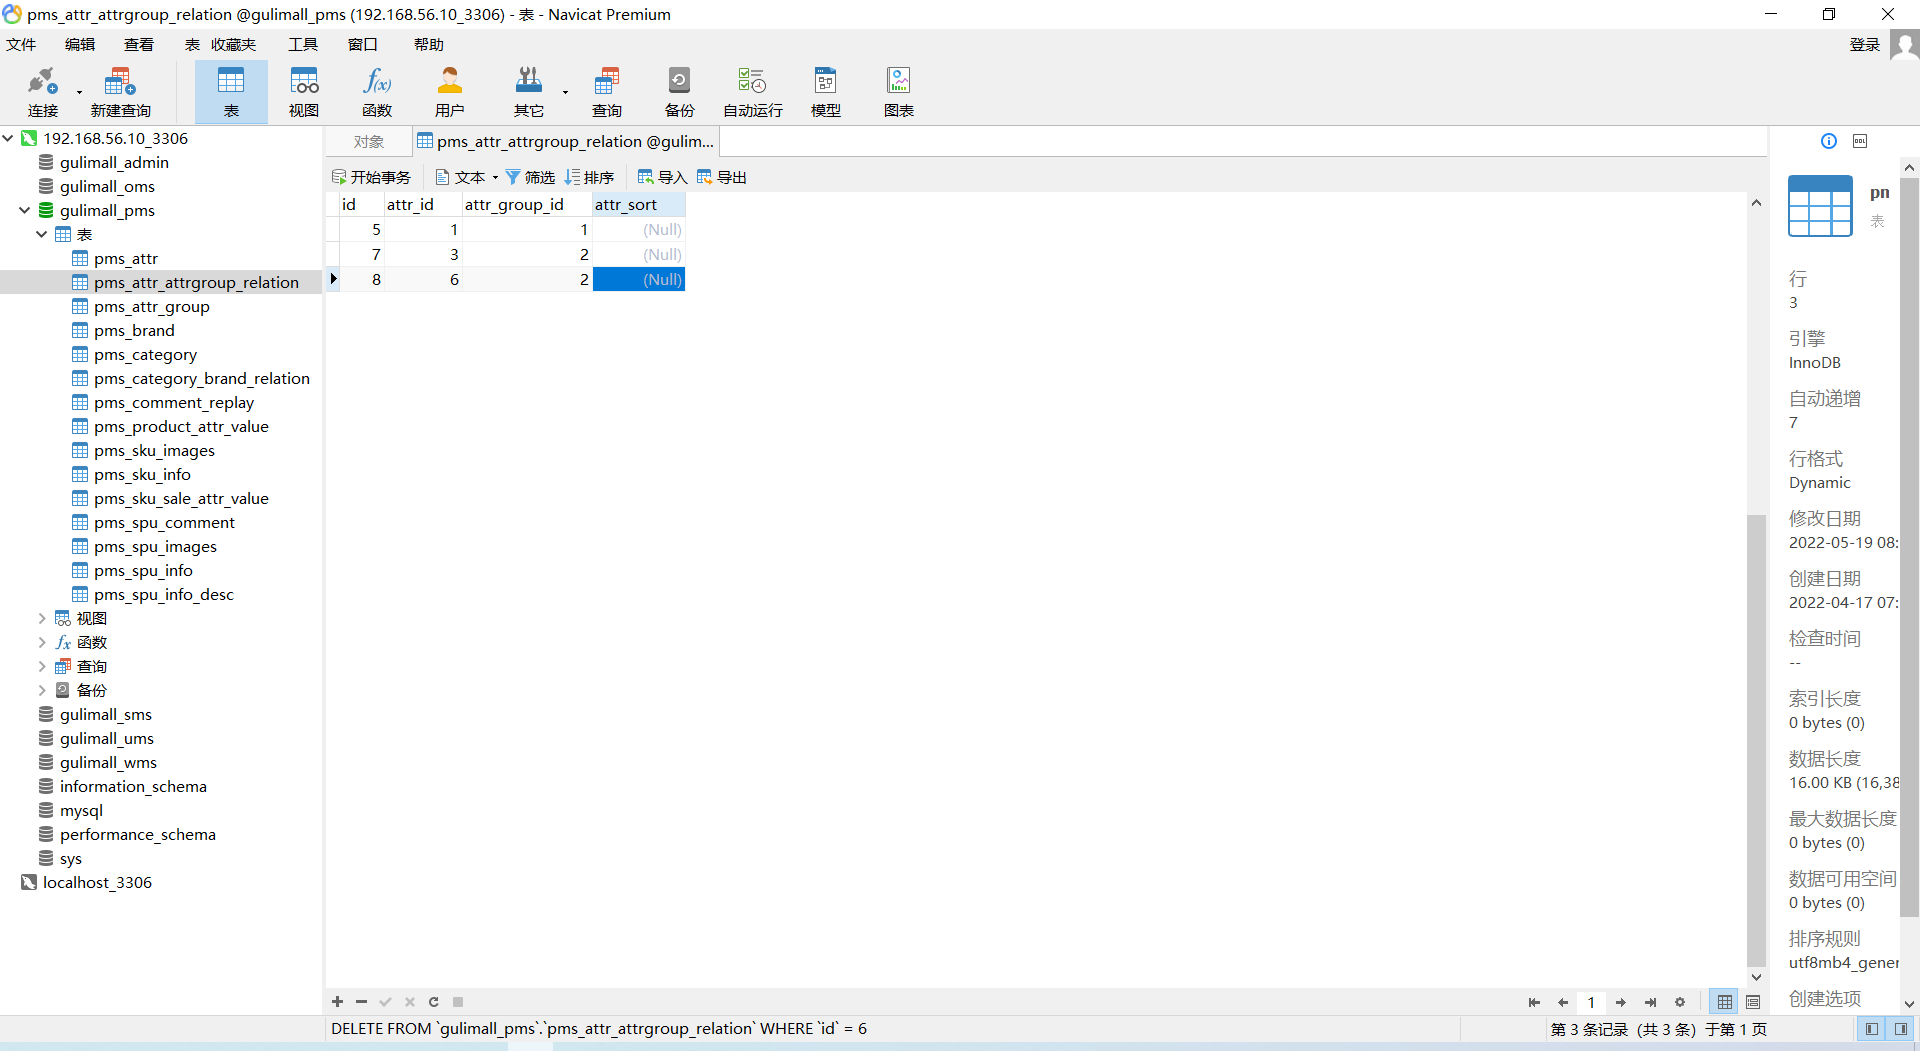 pms_attr_attrgroup_relation @gulimall_pms (192.168.56.10_3306) - 表 - Navicat Premium
文件 编辑 查看 表 收藏夹 工具 窗口 帮助 登录
连接 新建查询 表 视图 函数 用户 其它 查询 备份 自动运行 模型 图表
192.168.56.10_3306
gulimall_admin
gulimall_oms
gulimall_pms
表
pms_attr
pms_attr_attrgroup_relation
pms_attr_group
pms_brand
pms_category
pms_category_brand_relation
pms_comment_replay
pms_product_attr_value
pms_sku_images
pms_sku_info
pms_sku_sale_attr_value
pms_spu_comment
pms_spu_images
pms_spu_info
pms_spu_info_desc
视图
函数
查询
备份
gulimall_sms
gulimall_ums
gulimall_wms
information_schema
mysql
performance_schema
sys
localhost_3306
对象 pms_attr_attrgroup_relation @gulim...
开始事务 文本 筛选 排序 导入 导出
id attr_id attr_group_id attr_sort
5 1 1 (Null)
7 3 2 (Null)
8 6 2 (Null)
pn
表
行
3
引擎
InnoDB
自动递增
7
行格式
Dynamic
修改日期
2022-05-19 08:
创建日期
2022-04-17 07:
检查时间
--
索引长度
0 bytes (0)
数据长度
16.00 KB (16,38
最大数据长度
0 bytes (0)
数据可用空间
0 bytes (0)
排序规则
utf8mb4_gener
创建选项
1
DELETE FROM `gulimall_pms`.`pms_attr_attrgroup_relation` WHERE `id` = 6
第 3 条记录 (共 3 条) 于第 1 页